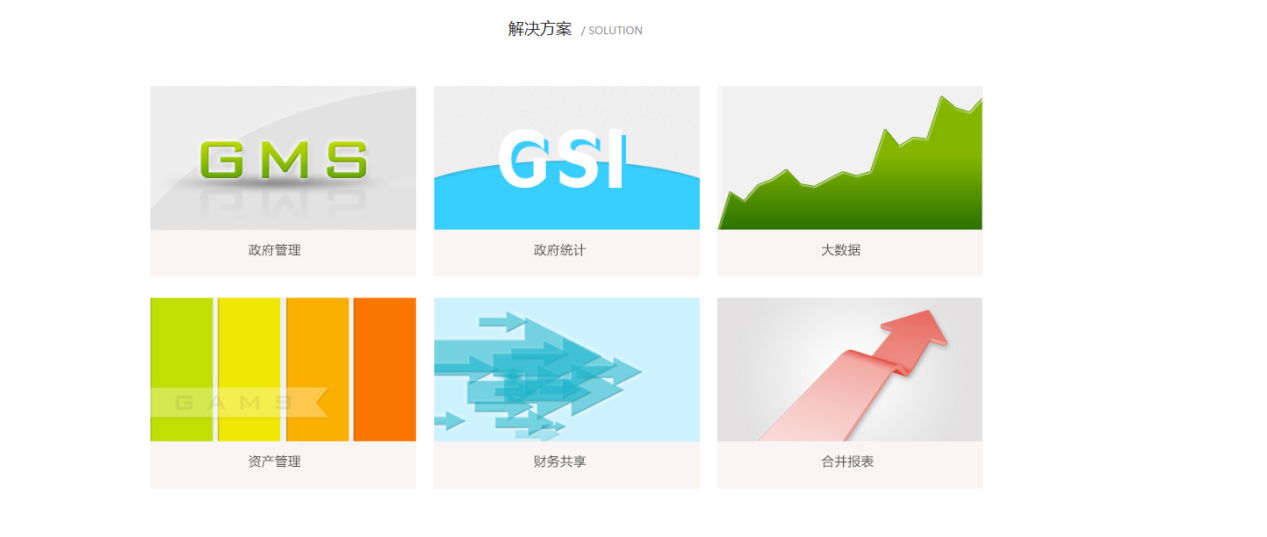 解决方案 / SOLUTION
GMS
GSI
政府管理
政府统计
大数据
GAMS
资产管理
财务共享
合并报表